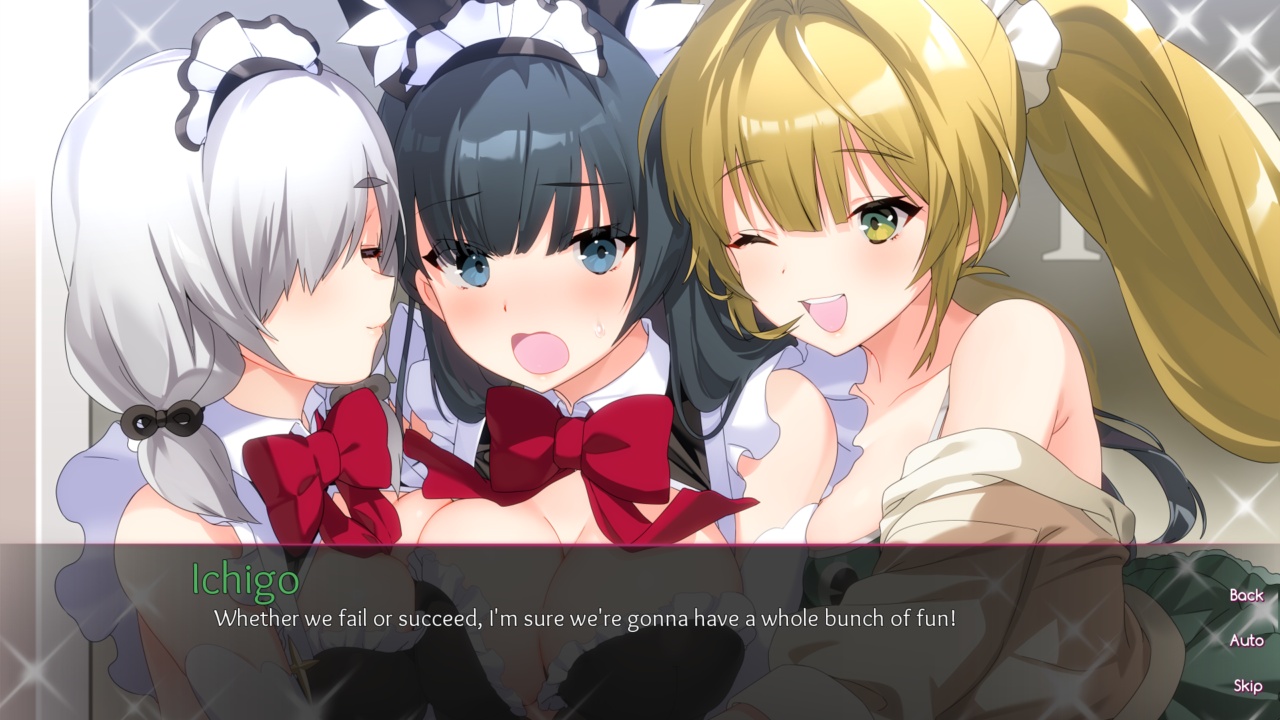 Ichigo
Whether we fail or succeed, I'm sure we're gonna have a whole bunch of fun!
Back
Auto
Skip